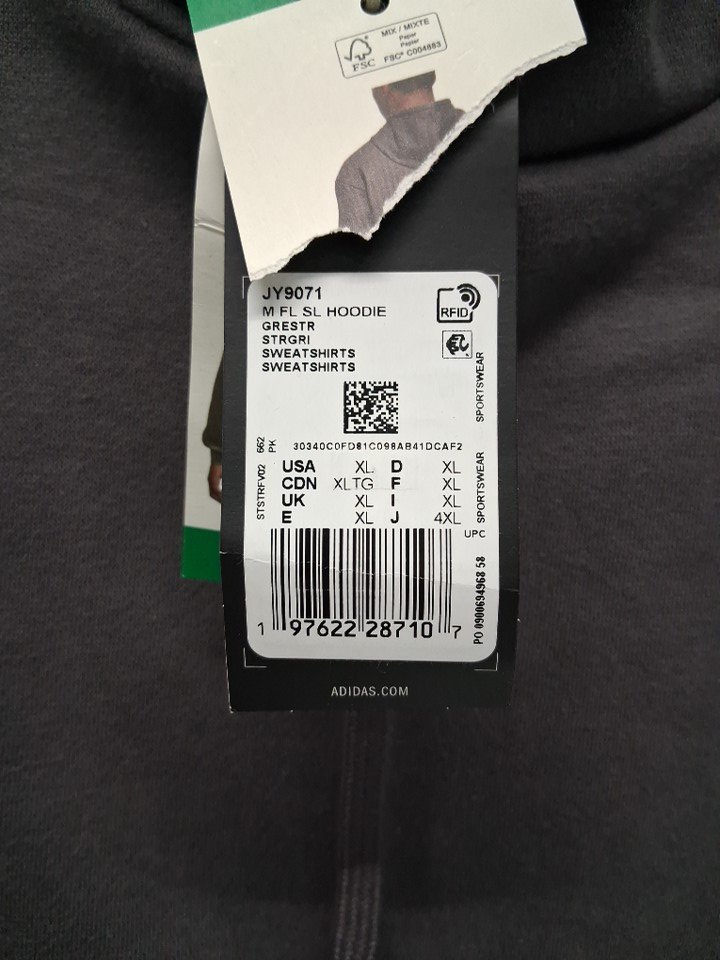 MIX / MIXTE
Paper
Papier
FSC
FSC® C004883
JY9071
M FL SL HOODIE
GRESTR
STRGRI
SWEATSHIRTS
SWEATSHIRTS
RFID
SPORTSWEAR
30340C0FD81C098AB41DCAF2
662
PK
STSTRFV02
USA XL D XL
CDN XLTG F XL
UK XL I XL
E XL J 4XL
SPORTSWEAR
UPC
1 97622 28710 7
PO 0900694968 58
ADIDAS.COM